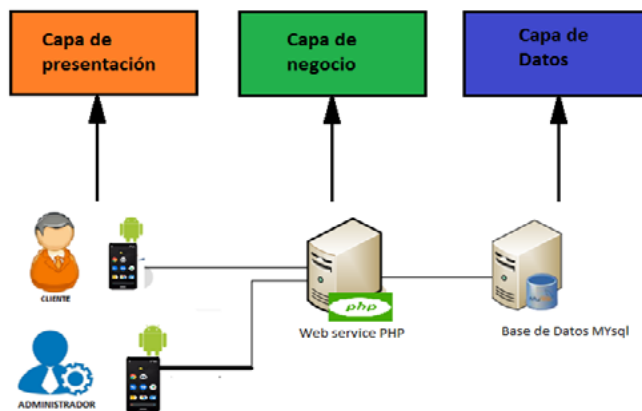 Capa de
presentación
Capa de
negocio
Capa de
Datos
CLIENTE
php
Web service PHP
Base de Datos MYsql
ADMINISTRADOR